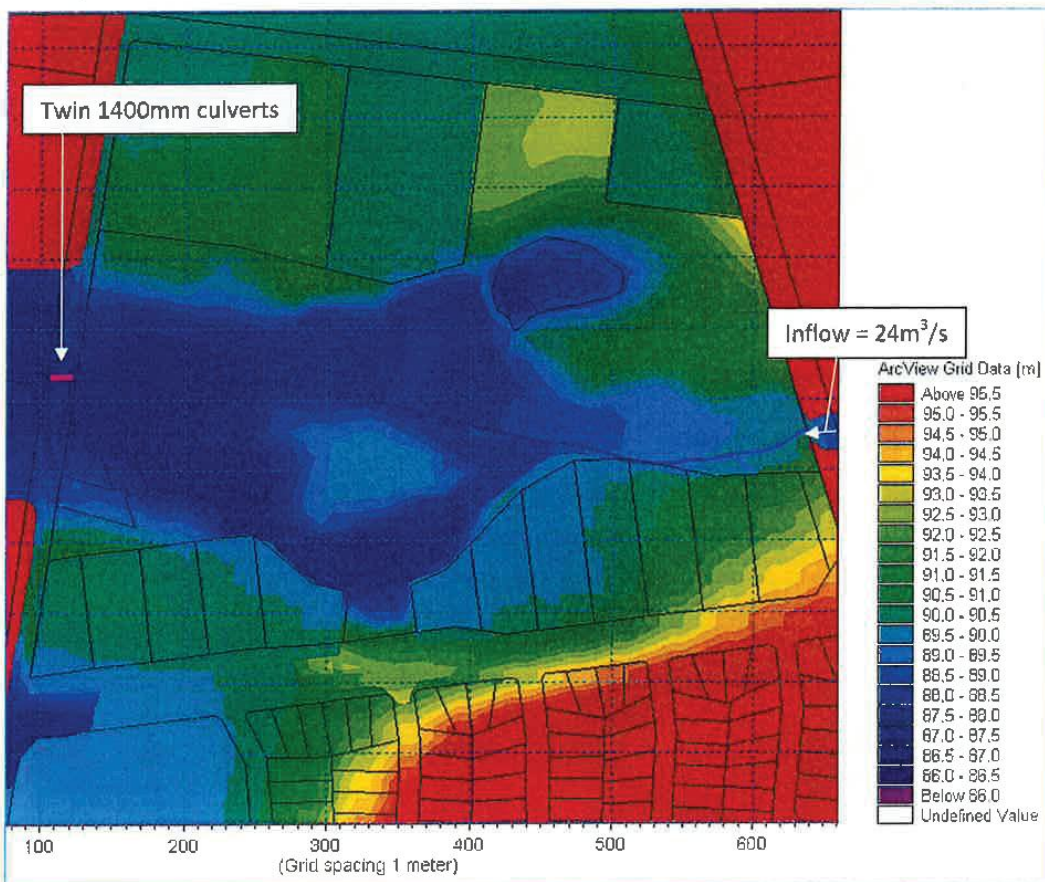 Twin 1400mm culverts
Inflow = 24m³/s
ArcView Grid Data [m]
Above 95.5
95.0 - 95.5
94.5 - 95.0
94.0 - 94.5
93.5 - 94.0
93.0 - 93.5
92.5 - 93.0
92.0 - 92.5
91.5 - 92.0
91.0 - 91.5
90.5 - 91.0
90.0 - 90.5
89.5 - 90.0
89.0 - 89.5
88.5 - 89.0
88.0 - 88.5
87.5 - 88.0
87.0 - 87.5
86.5 - 87.0
86.0 - 86.5
Below 86.0
Undefined Value
100 200 300 400 500 600
(Grid spacing 1 meter)